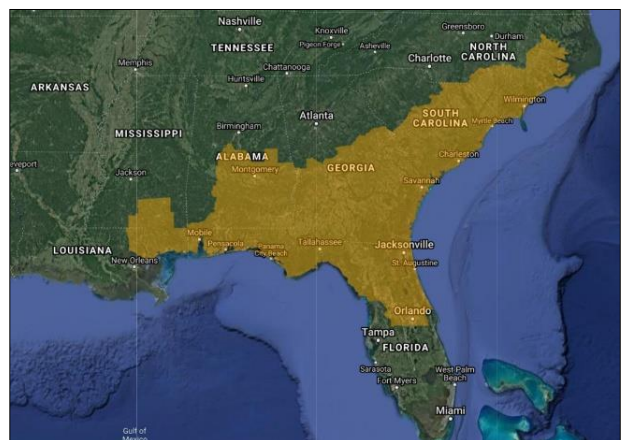 Nashville
Knoxville
Greensboro
Durham
TENNESSEE
Pigeon Forge
Asheville
NORTH
CAROLINA
Charlotte
Memphis
Chattanooga
Huntsville
ARKANSAS
Wilmington
Atlanta
SOUTH
CAROLINA
Myrtle Beach
Birmingham
MISSISSIPPI
ALABAMA
Charleston
eveport
Jackson
Montgomery
GEORGIA
Savannah
Mobile
Pensacola
Panama
City Beach
Tallahassee
Jacksonville
LOUISIANA
New Orleans
St. Augustine
Orlando
Tampa
FLORIDA
Sarasota
West Palm
Beach
Fort Myers
Miami
Gulf of
Mexico